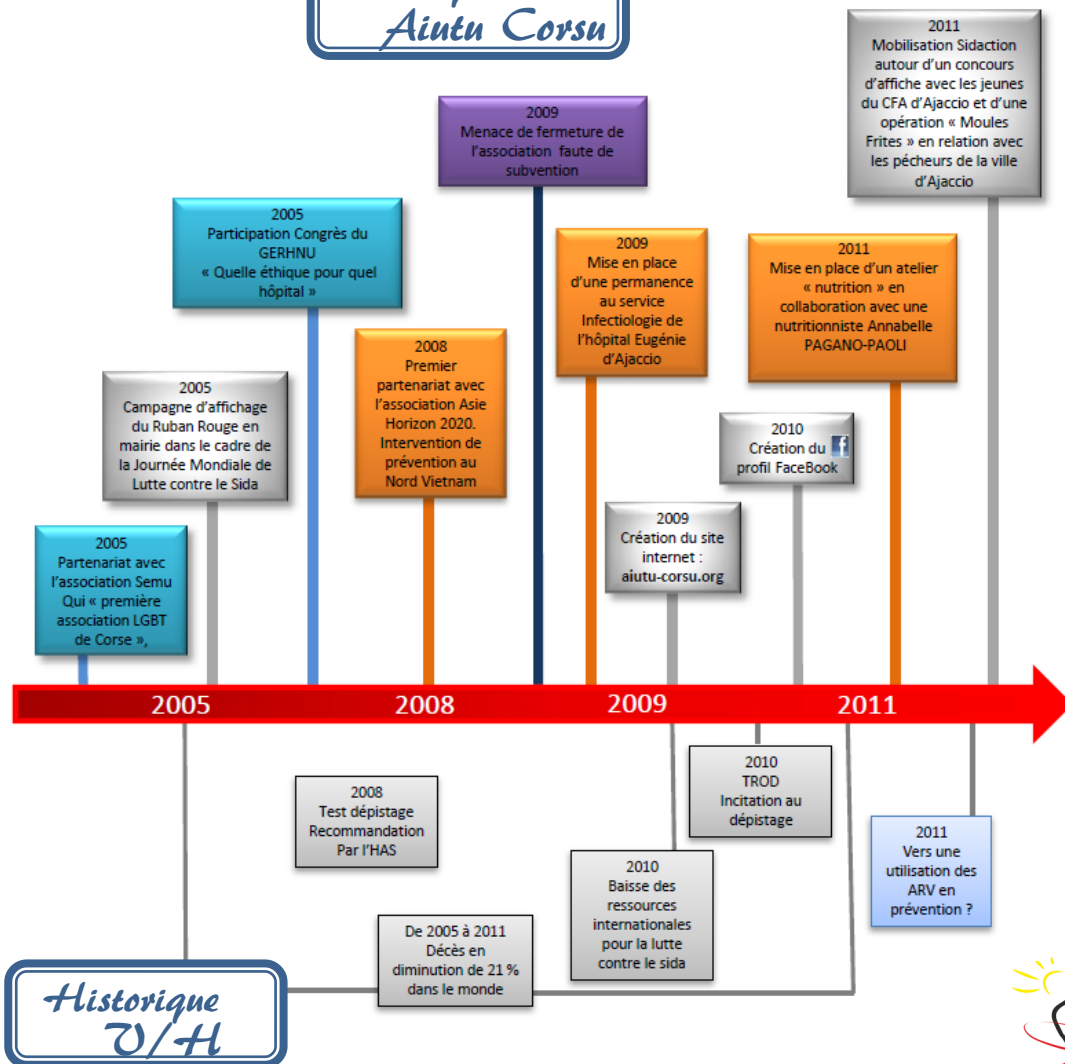 Aiutu Corsu
2011
Mobilisation Sidaction
autour d'un concours
d'affiche avec les jeunes
du CFA d'Ajaccio et d'une
opération « Moules
Frites » en relation avec
les pécheurs de la ville
d'Ajaccio
2009
Menace de fermeture de
l'association faute de
subvention
2005
Participation Congrès du
GERHNU
« Quelle éthique pour quel
hôpital »
2009
Mise en place
d'une permanence
au service
Infectiologie de
l'hôpital Eugénie
d'Ajaccio
2011
Mise en place d'un atelier
« nutrition » en
collaboration avec une
nutritionniste Annabelle
PAGANO-PAOLI
2008
Premier
partenariat avec
l'association Asie
Horizon 2020.
Intervention de
prévention au
Nord Vietnam
2005
Campagne d'affichage
du Ruban Rouge en
mairie dans le cadre de
la Journée Mondiale de
Lutte contre le Sida
2010
Création du f
profil FaceBook
2009
Création du site
internet :
aiutu-corsu.org
2005
Partenariat avec
l'association Semu
Qui « première
association LGBT
de Corse »,
2005 2008 2009 2011
2008
Test dépistage
Recommandation
Par l'HAS
2010
TROD
Incitation au
dépistage
2011
Vers une
utilisation des
ARV en
prévention ?
2010
Baisse des
ressources
internationales
pour la lutte
contre le sida
De 2005 à 2011
Décès en
diminution de 21 %
dans le monde
Historique
VIH